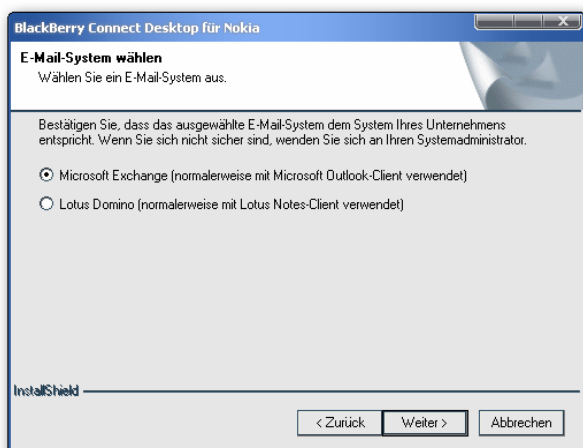 BlackBerry Connect Desktop für Nokia
E-Mail-System wählen
Wählen Sie ein E-Mail-System aus.
Bestätigen Sie, dass das ausgewählte E-Mail-System dem System Ihres Unternehmens
entspricht. Wenn Sie sich nicht sicher sind, wenden Sie sich an Ihren Systemadministrator.
Microsoft Exchange (normalerweise mit Microsoft Outlook-Client verwendet)
Lotus Domino (normalerweise mit Lotus Notes-Client verwendet)
InstallShield
< Zurück Weiter > Abbrechen